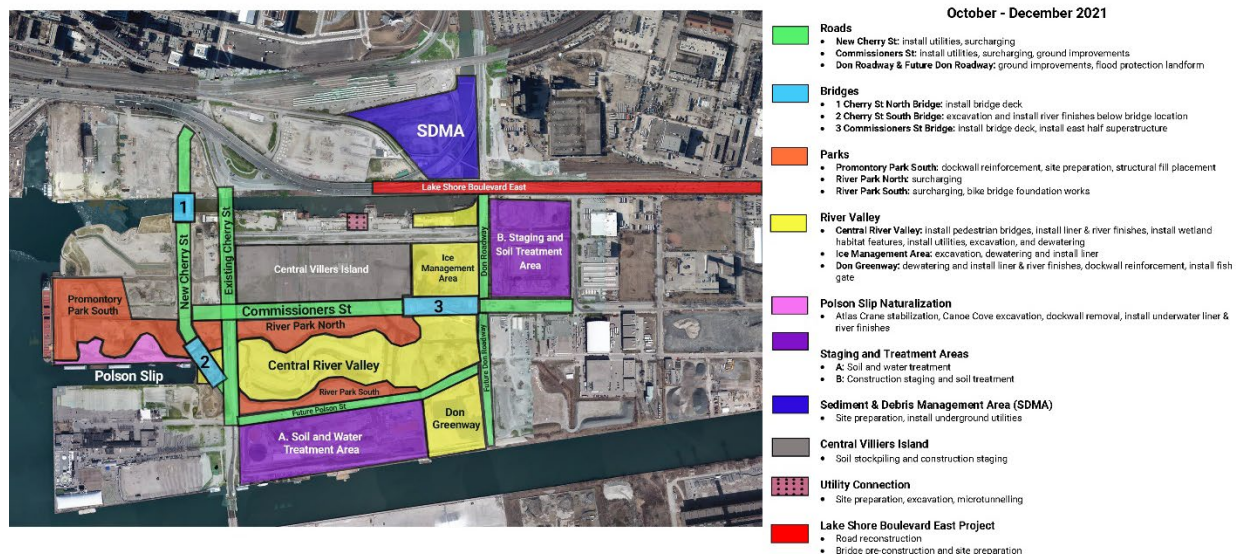 October - December 2021
Roads
• New Cherry St: install utilities, surcharging
• Commissioners St: install utilities, surcharging, ground improvements
• Don Roadway & Future Don Roadway: ground improvements, flood protection landform
Bridges
• 1 Cherry St North Bridge: install bridge deck
• 2 Cherry St South Bridge: excavation and install river finishes below bridge location
• 3 Commissioners St Bridge: install bridge deck, install east half superstructure
Parks
• Promontory Park South: dockwall reinforcement, site preparation, structural fill placement
• River Park North: surcharging
• River Park South: surcharging, bike bridge foundation works
River Valley
• Central River Valley: install pedestrian bridges, install liner & river finishes, install wetland
habitat features, install utilities, excavation, and dewatering
• Ice Management Area: excavation, dewatering and install liner
• Don Greenway: dewatering and install liner & river finishes, dockwall reinforcement, install fish
gate
Polson Slip Naturalization
• Atlas Crane stabilization, Canoe Cove excavation, dockwall removal, install underwater liner &
river finishes
Staging and Treatment Areas
• A: Soil and water treatment
• B: Construction staging and soil treatment
Sediment & Debris Management Area (SDMA)
• Site preparation, install underground utilities
Central Villiers Island
• Soil stockpiling and construction staging
Utility Connection
• Site preparation, excavation, microtunnelling
Lake Shore Boulevard East Project
• Road reconstruction
• Bridge pre-construction and site preparation
SDMA
Lake Shore Boulevard East
1
New Cherry St
Existing Cherry St
Don Roadway
B. Staging and
Soil Treatment
Area
Central Villers Island
Ice
Management
Area
Promontory
Park South
Commissioners St
3
River Park North
2
Central River Valley
Future Don Roadway
Polson Slip
River Park South
Future Polson St
Don
Greenway
A. Soil and Water
Treatment Area